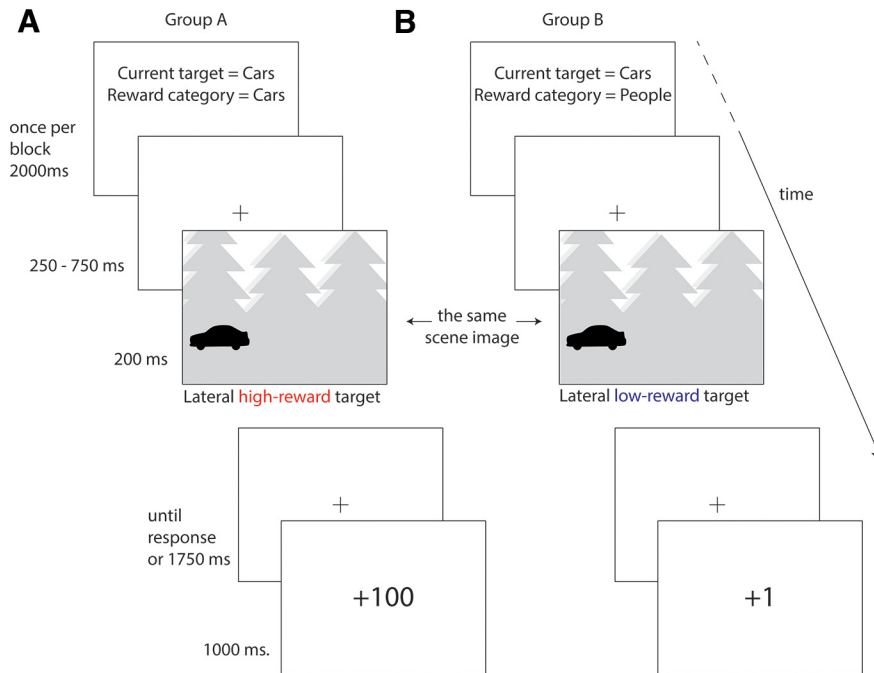 A
Group A
B
Group B
Current target = Cars
Reward category = Cars
Current target = Cars
Reward category = People
once per
block
2000ms
time
+
+
250 - 750 ms
the same
scene image
200 ms
Lateral high-reward target
Lateral low-reward target
+
+
until
response
or 1750 ms
+100
+1
1000 ms.